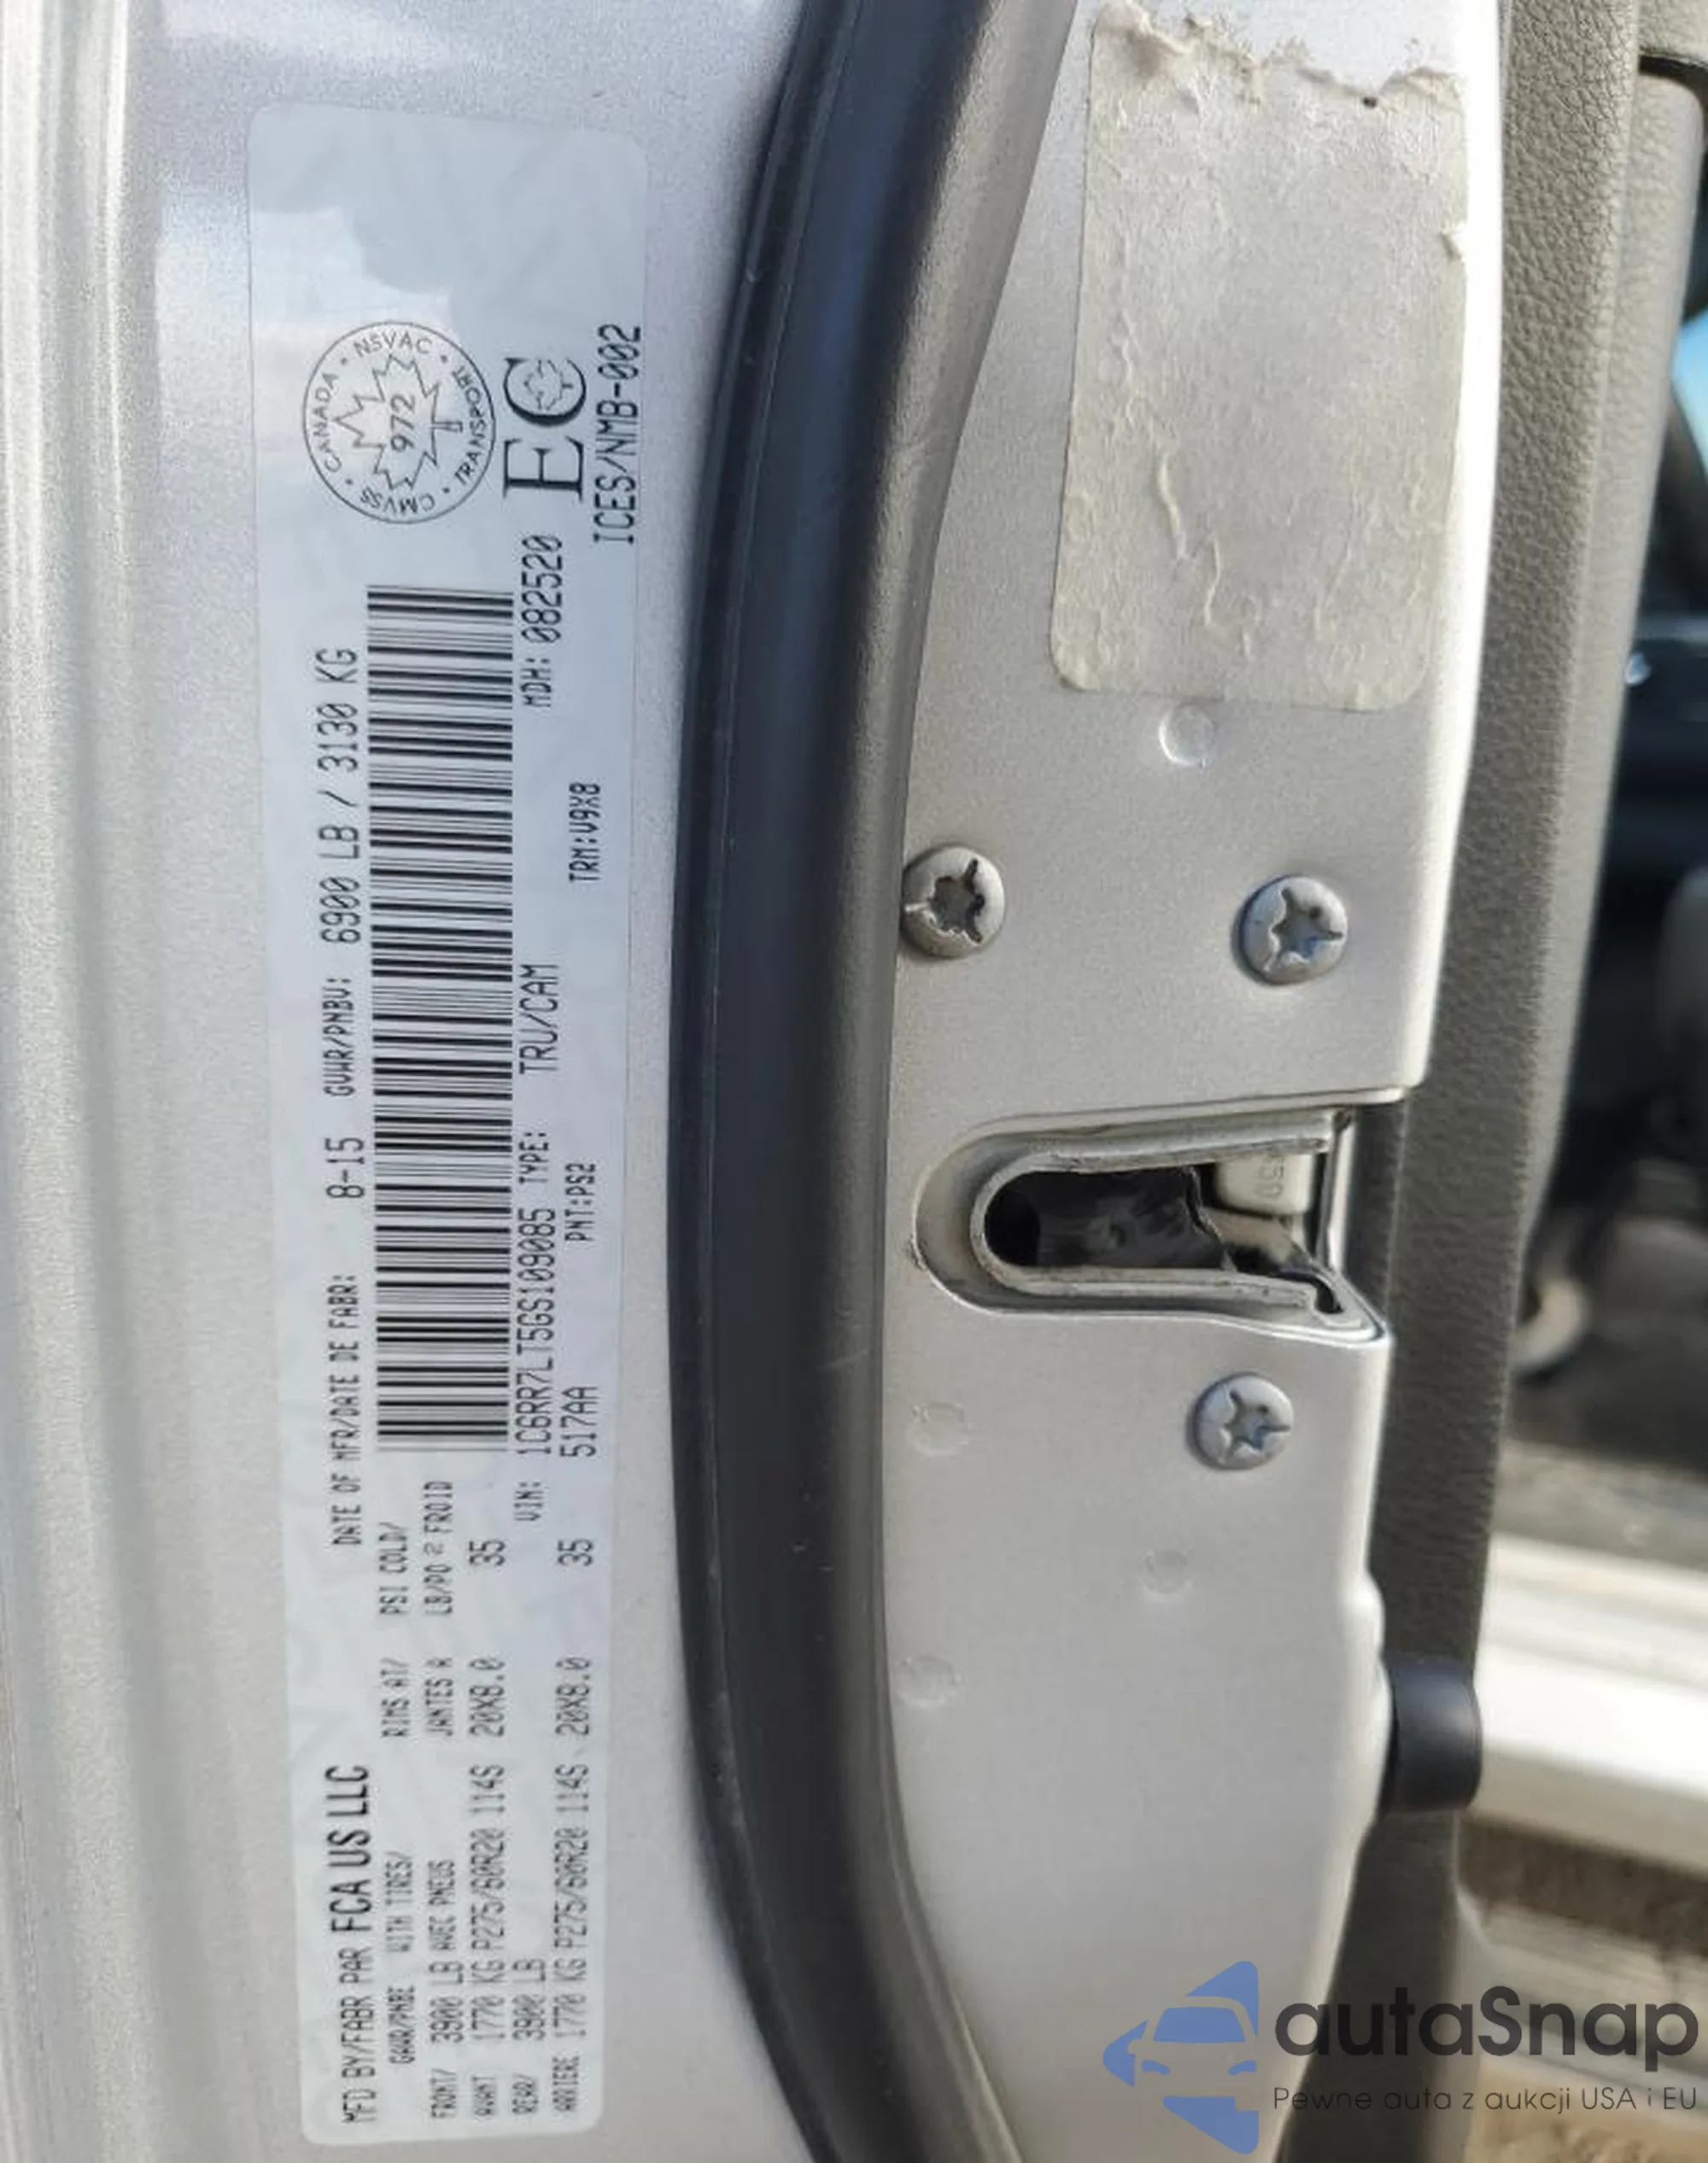 MFD BY/FABR PAR FCA US LLC
DATE OF MFR/DATE DE FABR: 8-15 GVWR/PNBV: 6900 LB / 3130 KG
GAWR/PNBE WITH TIRES/ RIMS AT/ PSI COLD/
FRONT/ 3900 LB AVEC PNEUS JANTES A LB/PO 2 FROID
AVANT 1770 KG P275/60R20 114S 20X8.0 35
REAR/ 3900 LB
ARRIERE 1770 KG P275/60R20 114S 20X8.0 35
VIN: 1C6RR7LT5GS109085 TYPE: TRU/CAM MDH: 082520
517AA PNT:PS2 TRM:V9X8
CANADA • NSVAC • TRANSPORT • CMVSS •
972
EC
ICES/NMB-002
autaSnap
Pewne auta z aukcji USA i EU